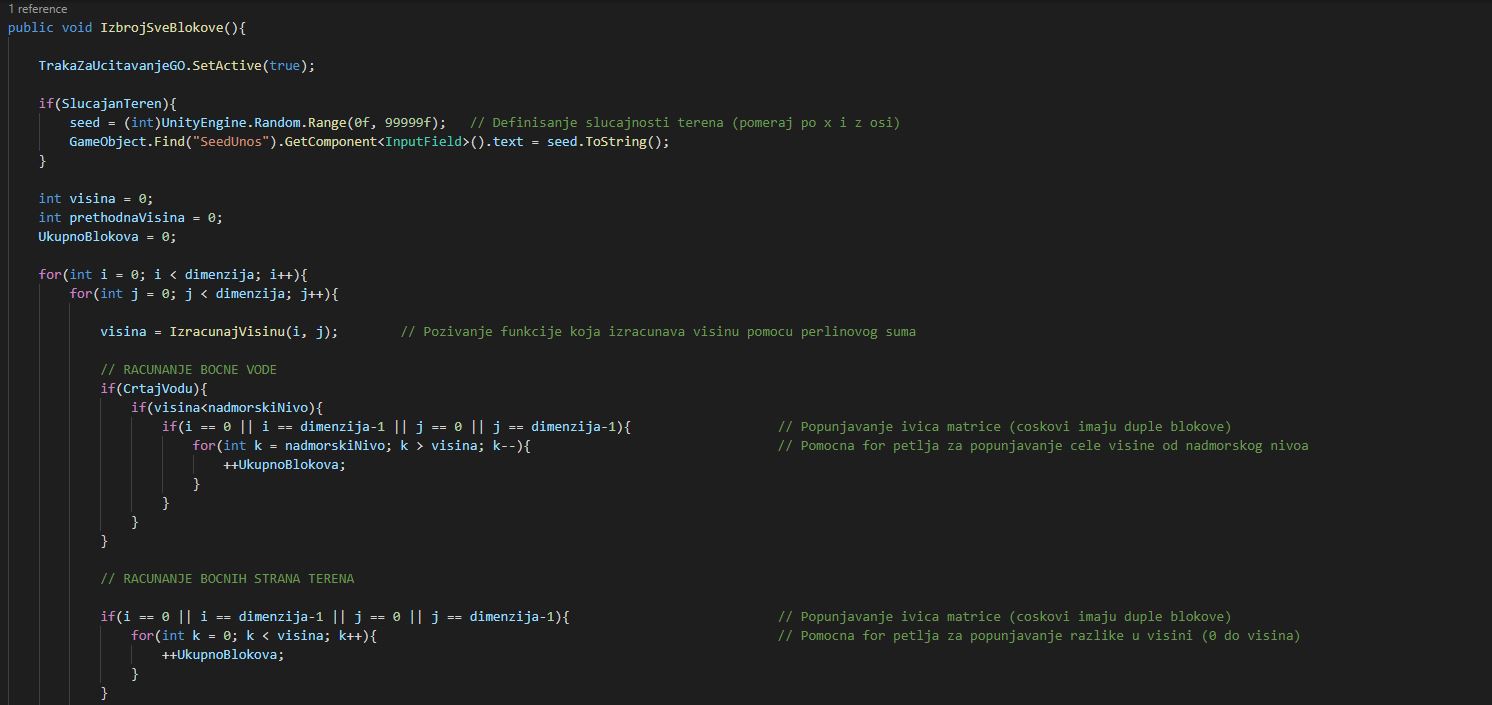 1 reference
public void IzbrojSveBlokove(){
TrakaZaUcitavanjeGO.SetActive(true);
if(SlucajanTeren){
seed = (int)UnityEngine.Random.Range(0f, 99999f);   // Definisanje slucajnosti terena (pomeraj po x i z osi)
GameObject.Find("SeedUnos").GetComponent<InputField>().text = seed.ToString();
}
int visina = 0;
int prethodnaVisina = 0;
UkupnoBlokova = 0;
for(int i = 0; i < dimenzija; i++){
for(int j = 0; j < dimenzija; j++){
visina = IzracunajVisinu(i, j);        // Pozivanje funkcije koja izracunava visinu pomocu perlinovog suma
// RACUNANJE BOCNE VODE
if(CrtajVodu){
if(visina<nadmorskiNivo){
if(i == 0 || i == dimenzija-1 || j == 0 || j == dimenzija-1){                   // Popunjavanje ivica matrice (coskovi imaju duple blokove)
for(int k = nadmorskiNivo; k > visina; k--){                                // Pomocna for petlja za popunjavanje cele visine od nadmorskog nivoa
++UkupnoBlokova;
}
}
}
}
// RACUNANJE BOCNIH STRANA TERENA
if(i == 0 || i == dimenzija-1 || j == 0 || j == dimenzija-1){                           // Popunjavanje ivica matrice (coskovi imaju duple blokove)
for(int k = 0; k < visina; k++){                                                    // Pomocna for petlja za popunjavanje razlike u visini (0 do visina)
++UkupnoBlokova;
}
}